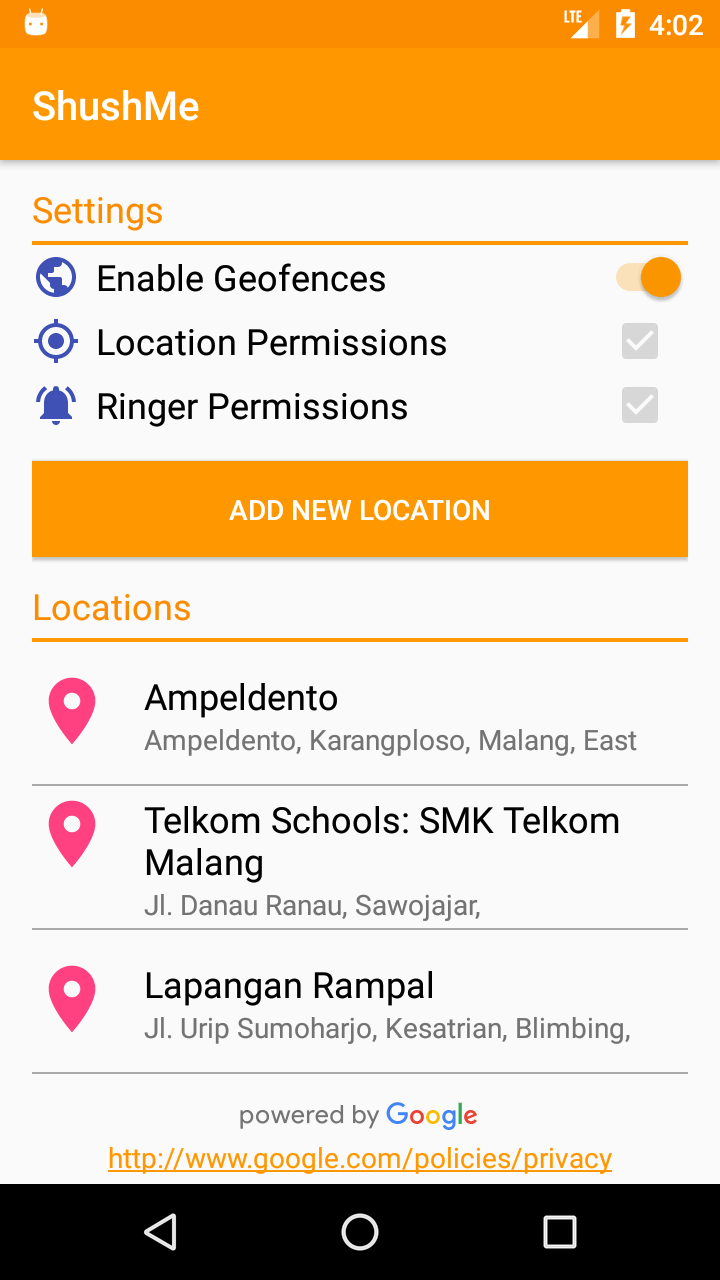 LTE 4:02
ShushMe
Settings
Enable Geofences
Location Permissions
Ringer Permissions
ADD NEW LOCATION
Locations
Ampeldento
Ampeldento, Karangploso, Malang, East
Telkom Schools: SMK Telkom
Malang
Jl. Danau Ranau, Sawojajar,
Lapangan Rampal
Jl. Urip Sumoharjo, Kesatrian, Blimbing,
powered by Google
http://www.google.com/policies/privacy